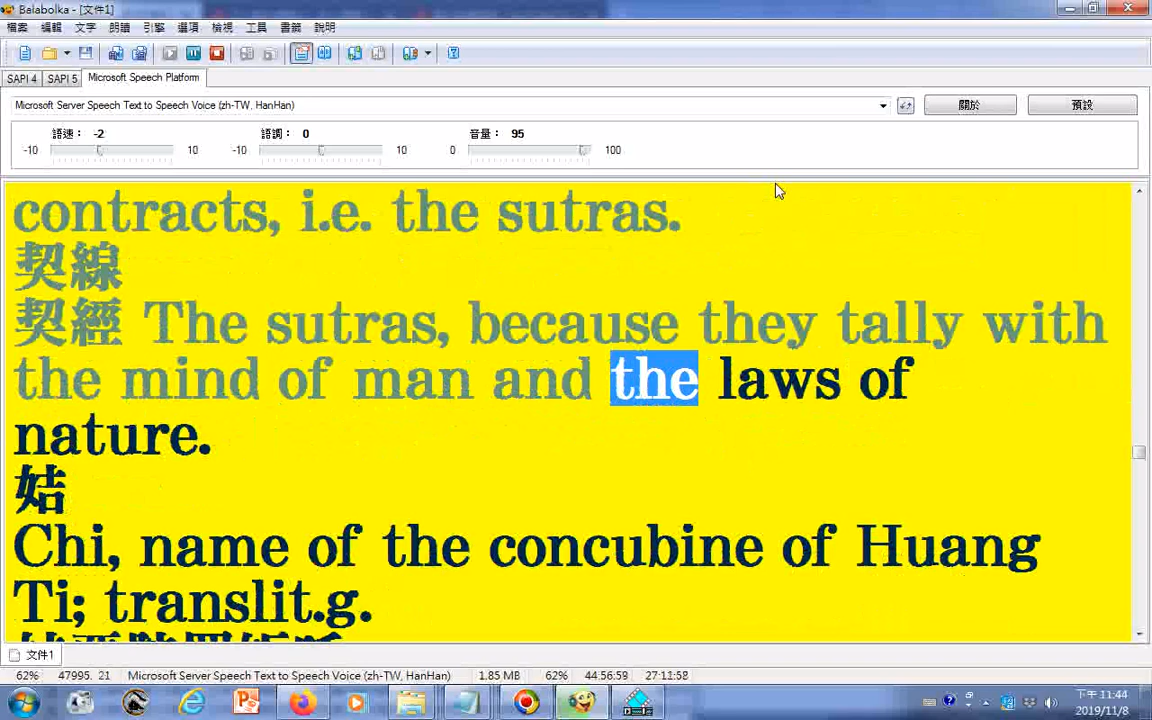 Balabolka - [文件1]
檔案 編輯 文字 朗讀 引擎 選項 檢視 工具 書籤 說明
SAPI 4 SAPI 5 Microsoft Speech Platform
Microsoft Server Speech Text to Speech Voice (zh-TW, HanHan) 關於 預設
語速: -2 語調: 0 音量: 95
-10 10 -10 10 0 100
contracts, i.e. the sutras.
契線
契經 The sutras, because they tally with
the mind of man and the laws of
nature.
姞
Chi, name of the concubine of Huang
Ti; translit.g.
文件1
62% 47995. 21 Microsoft Server Speech Text to Speech Voice (zh-TW, HanHan) 1.85 MB 62% 44:56:59 27:11:58
下午 11:44
2019/11/8